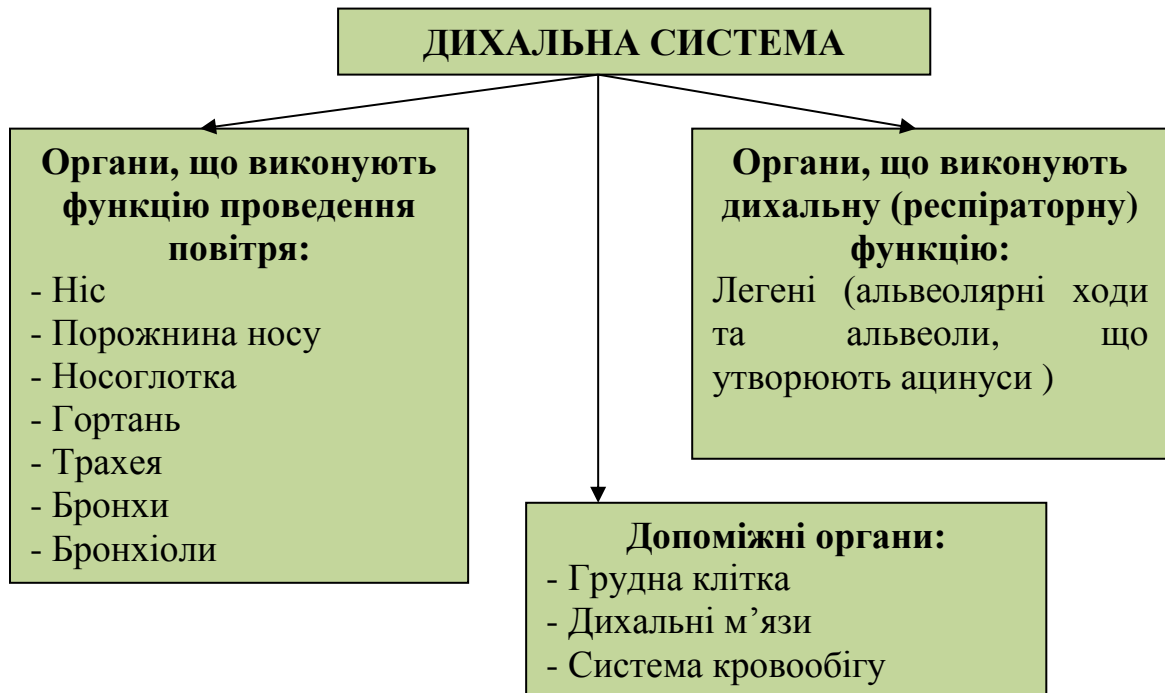 ДИХАЛЬНА СИСТЕМА
Органи, що виконують
функцію проведення
повітря:
- Ніс
- Порожнина носу
- Носоглотка
- Гортань
- Трахея
- Бронхи
- Бронхіоли
Органи, що виконують
дихальну (респіраторну)
функцію:
Легені (альвеолярні ходи
та альвеоли, що
утворюють ацинуси )
Допоміжні органи:
- Грудна клітка
- Дихальні м’язи
- Система кровообігу